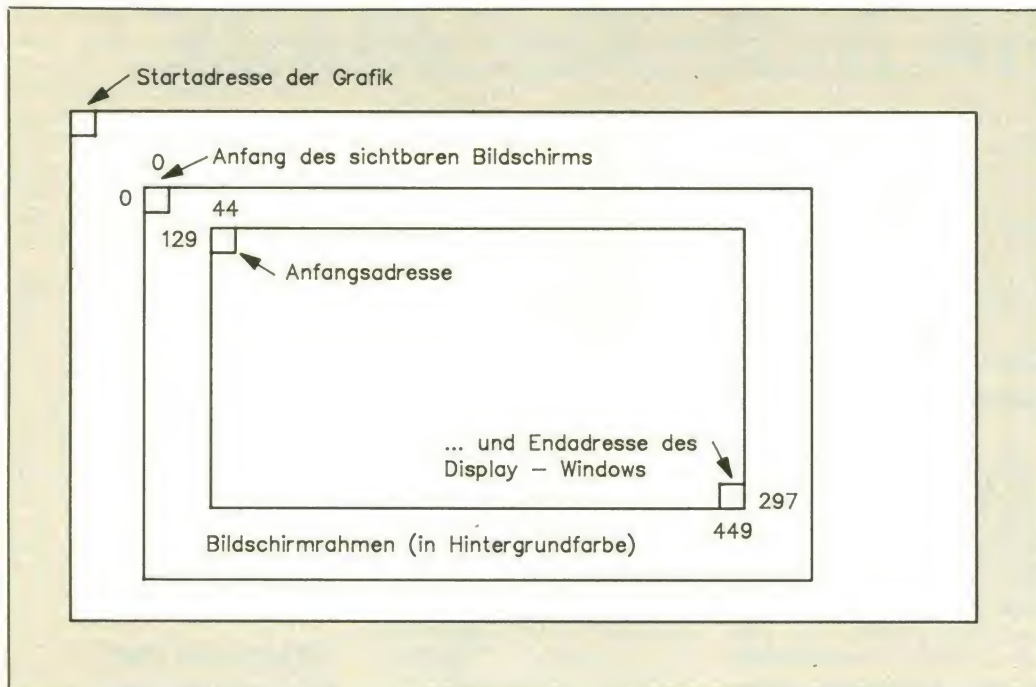 Startadresse der Grafik
0
Anfang des sichtbaren Bildschirms
0
44
129
Anfangsadresse
... und Endadresse des
Display – Windows
297
449
Bildschirmrahmen (in Hintergrundfarbe)